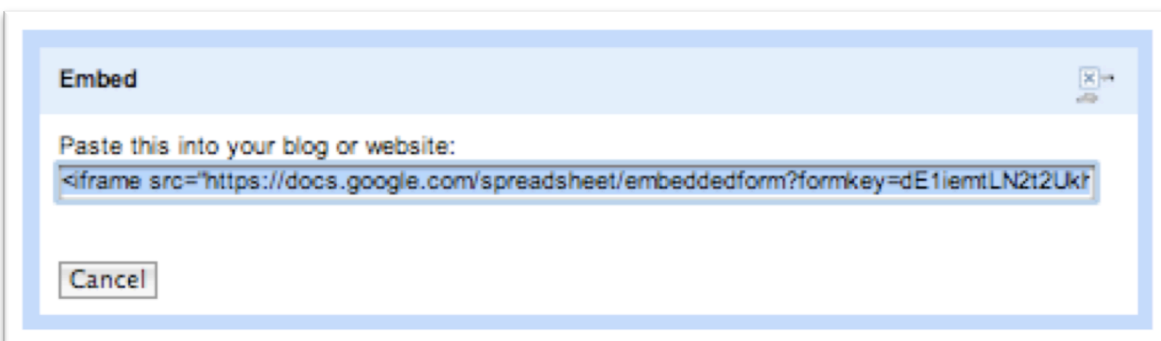 Embed
Paste this into your blog or website:
<iframe src="https://docs.google.com/spreadsheet/embeddedform?formkey=dE1iemtLN2t2Ukh
Cancel